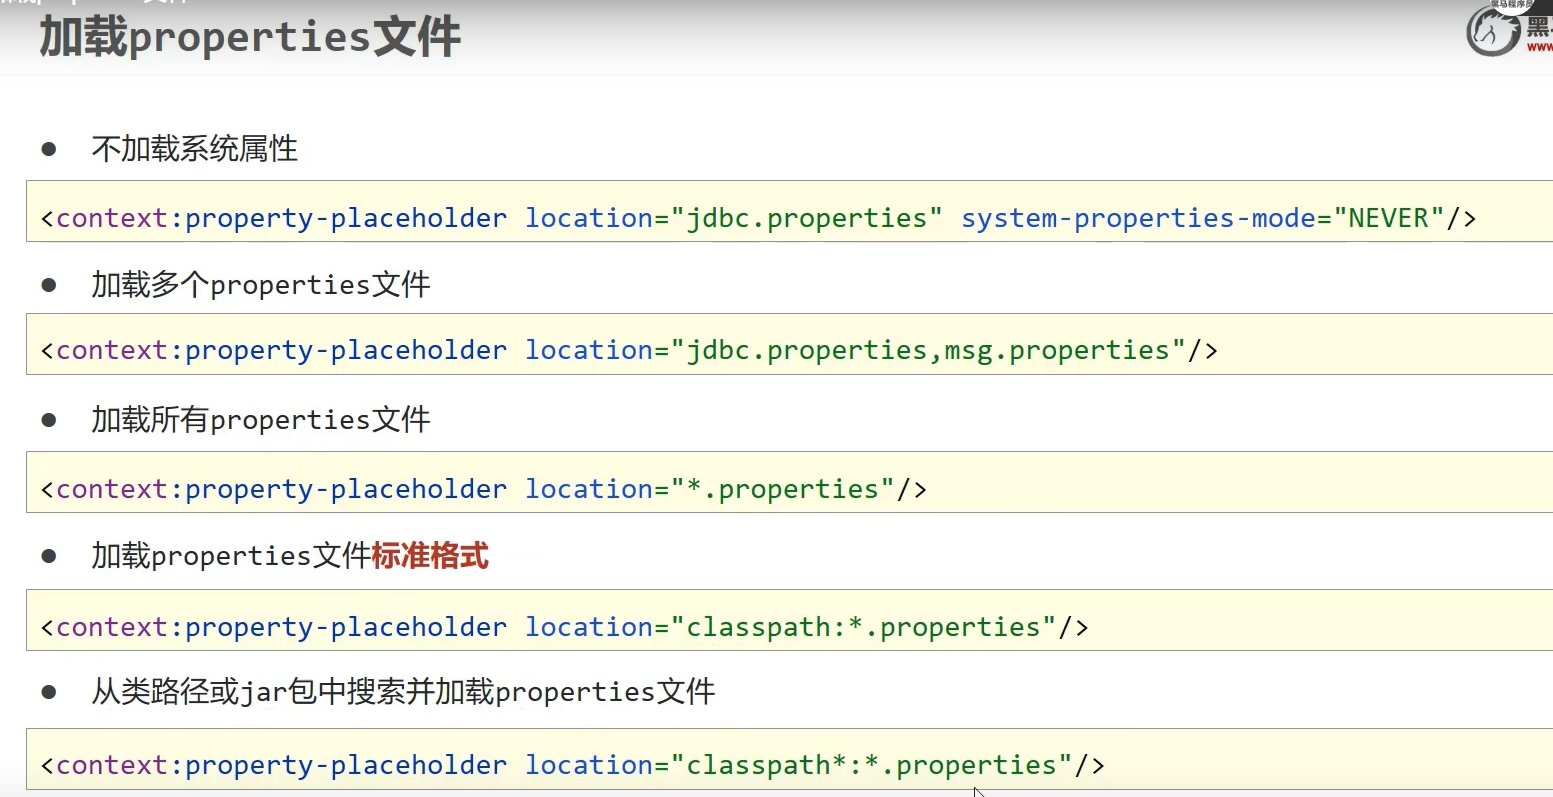 加载properties文件
黑马程序员
www
不加载系统属性
<context:property-placeholder location="jdbc.properties" system-properties-mode="NEVER"/>
加载多个properties文件
<context:property-placeholder location="jdbc.properties,msg.properties"/>
加载所有properties文件
<context:property-placeholder location="*.properties"/>
加载properties文件标准格式
<context:property-placeholder location="classpath:*.properties"/>
从类路径或jar包中搜索并加载properties文件
<context:property-placeholder location="classpath*:*.properties"/>